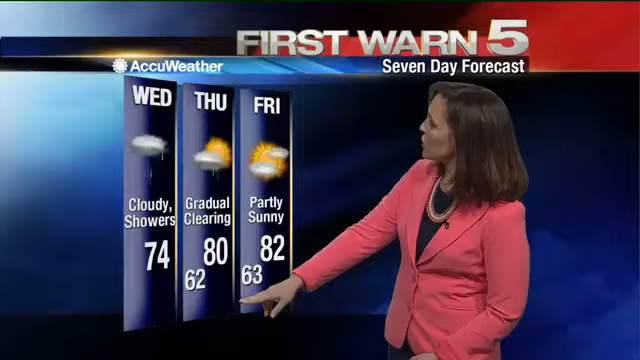 FIRST WARN 5
AccuWeather
Seven Day Forecast
WED
THU
FRI
Cloudy,
Showers
Gradual
Clearing
Partly
Sunny
74
80
62
82
63